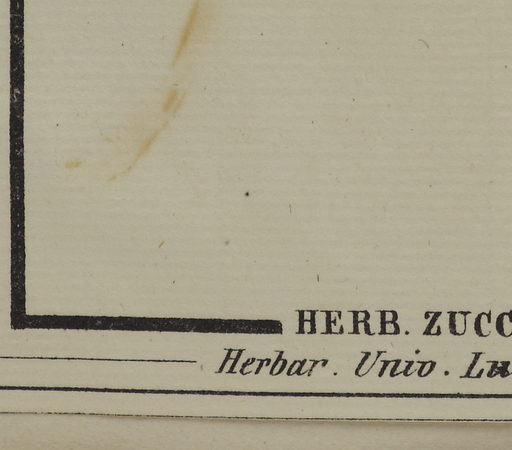 HERB. ZUCC
Herbar. Univ. Lu